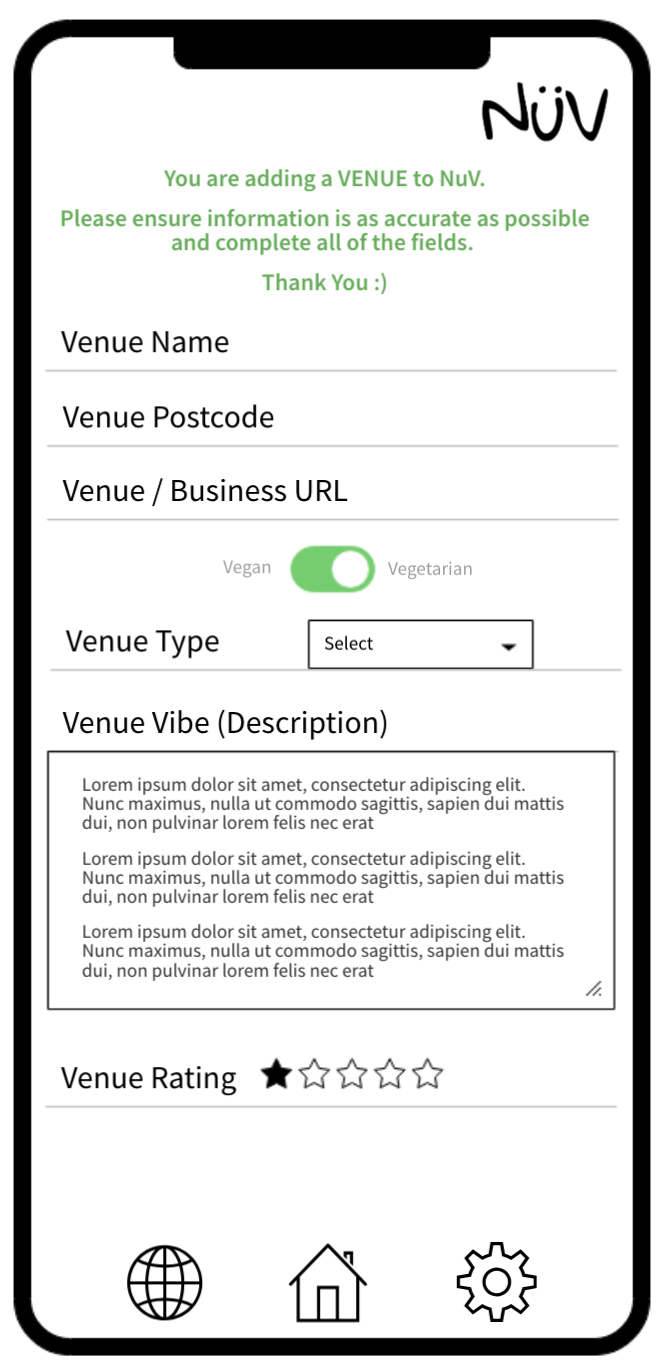 NüV
You are adding a VENUE to NuV.
Please ensure information is as accurate as possible
and complete all of the fields.
Thank You :)
Venue Name
Venue Postcode
Venue / Business URL
Vegan Vegetarian
Venue Type Select
Venue Vibe (Description)
Lorem ipsum dolor sit amet, consectetur adipiscing elit.
Nunc maximus, nulla ut commodo sagittis, sapien dui mattis
dui, non pulvinar lorem felis nec erat
Lorem ipsum dolor sit amet, consectetur adipiscing elit.
Nunc maximus, nulla ut commodo sagittis, sapien dui mattis
dui, non pulvinar lorem felis nec erat
Lorem ipsum dolor sit amet, consectetur adipiscing elit.
Nunc maximus, nulla ut commodo sagittis, sapien dui mattis
dui, non pulvinar lorem felis nec erat
Venue Rating